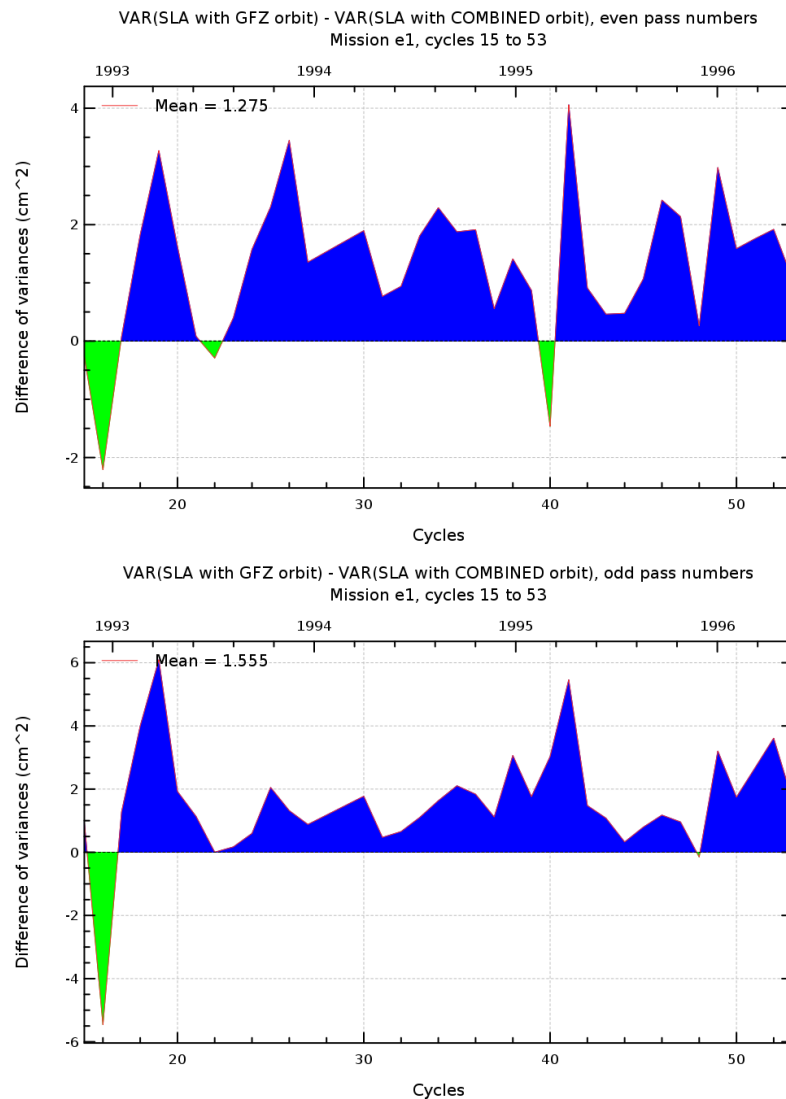 VAR(SLA with GFZ orbit) - VAR(SLA with COMBINED orbit), even pass numbers
Mission e1, cycles 15 to 53
1993 1994 1995 1996
Mean = 1.275
4
2
0
-2
Difference of variances (cm^2)
20 30 40 50
Cycles
VAR(SLA with GFZ orbit) - VAR(SLA with COMBINED orbit), odd pass numbers
Mission e1, cycles 15 to 53
1993 1994 1995 1996
Mean = 1.555
6
4
2
0
-2
-4
-6
Difference of variances (cm^2)
20 30 40 50
Cycles